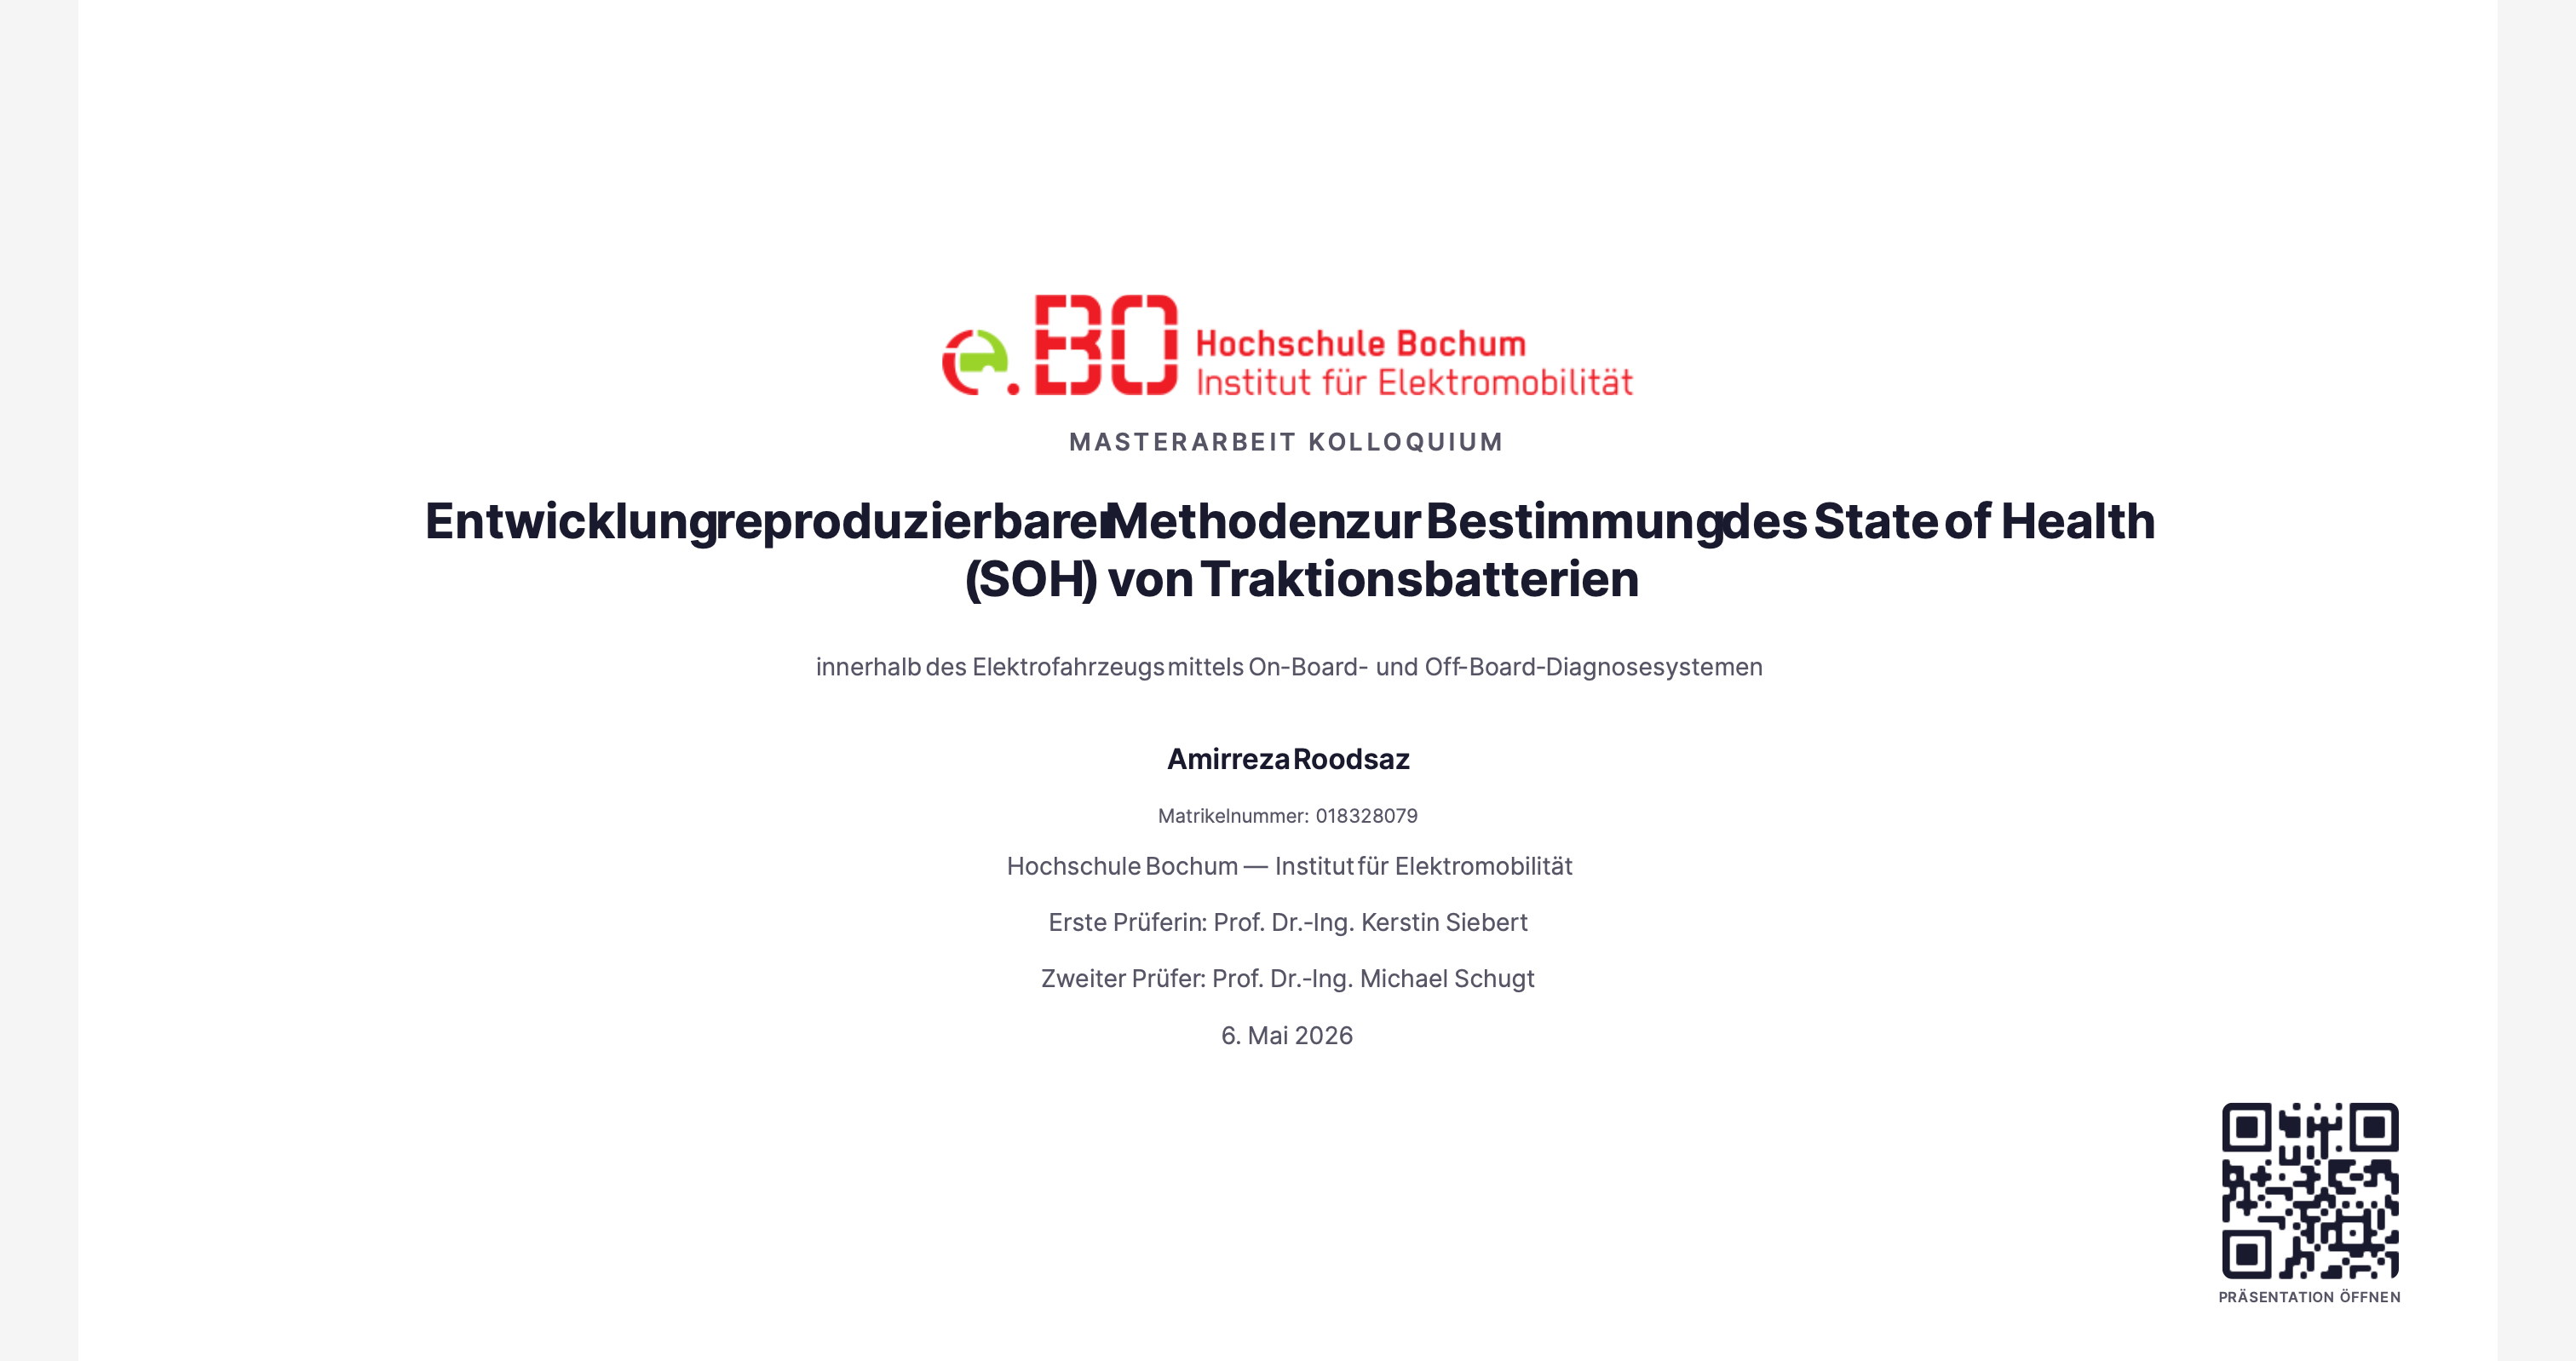 e.BO Hochschule Bochum
Institut für Elektromobilität
MASTERARBEIT KOLLOQUIUM
Entwicklung reproduzierbarer Methoden zur Bestimmung des State of Health
(SOH) von Traktionsbatterien
innerhalb des Elektrofahrzeugs mittels On-Board- und Off-Board-Diagnosesystemen
Amirreza Roodsaz
Matrikelnummer: 018328079
Hochschule Bochum — Institut für Elektromobilität
Erste Prüferin: Prof. Dr.-Ing. Kerstin Siebert
Zweiter Prüfer: Prof. Dr.-Ing. Michael Schugt
6. Mai 2026
PRÄSENTATION ÖFFNEN